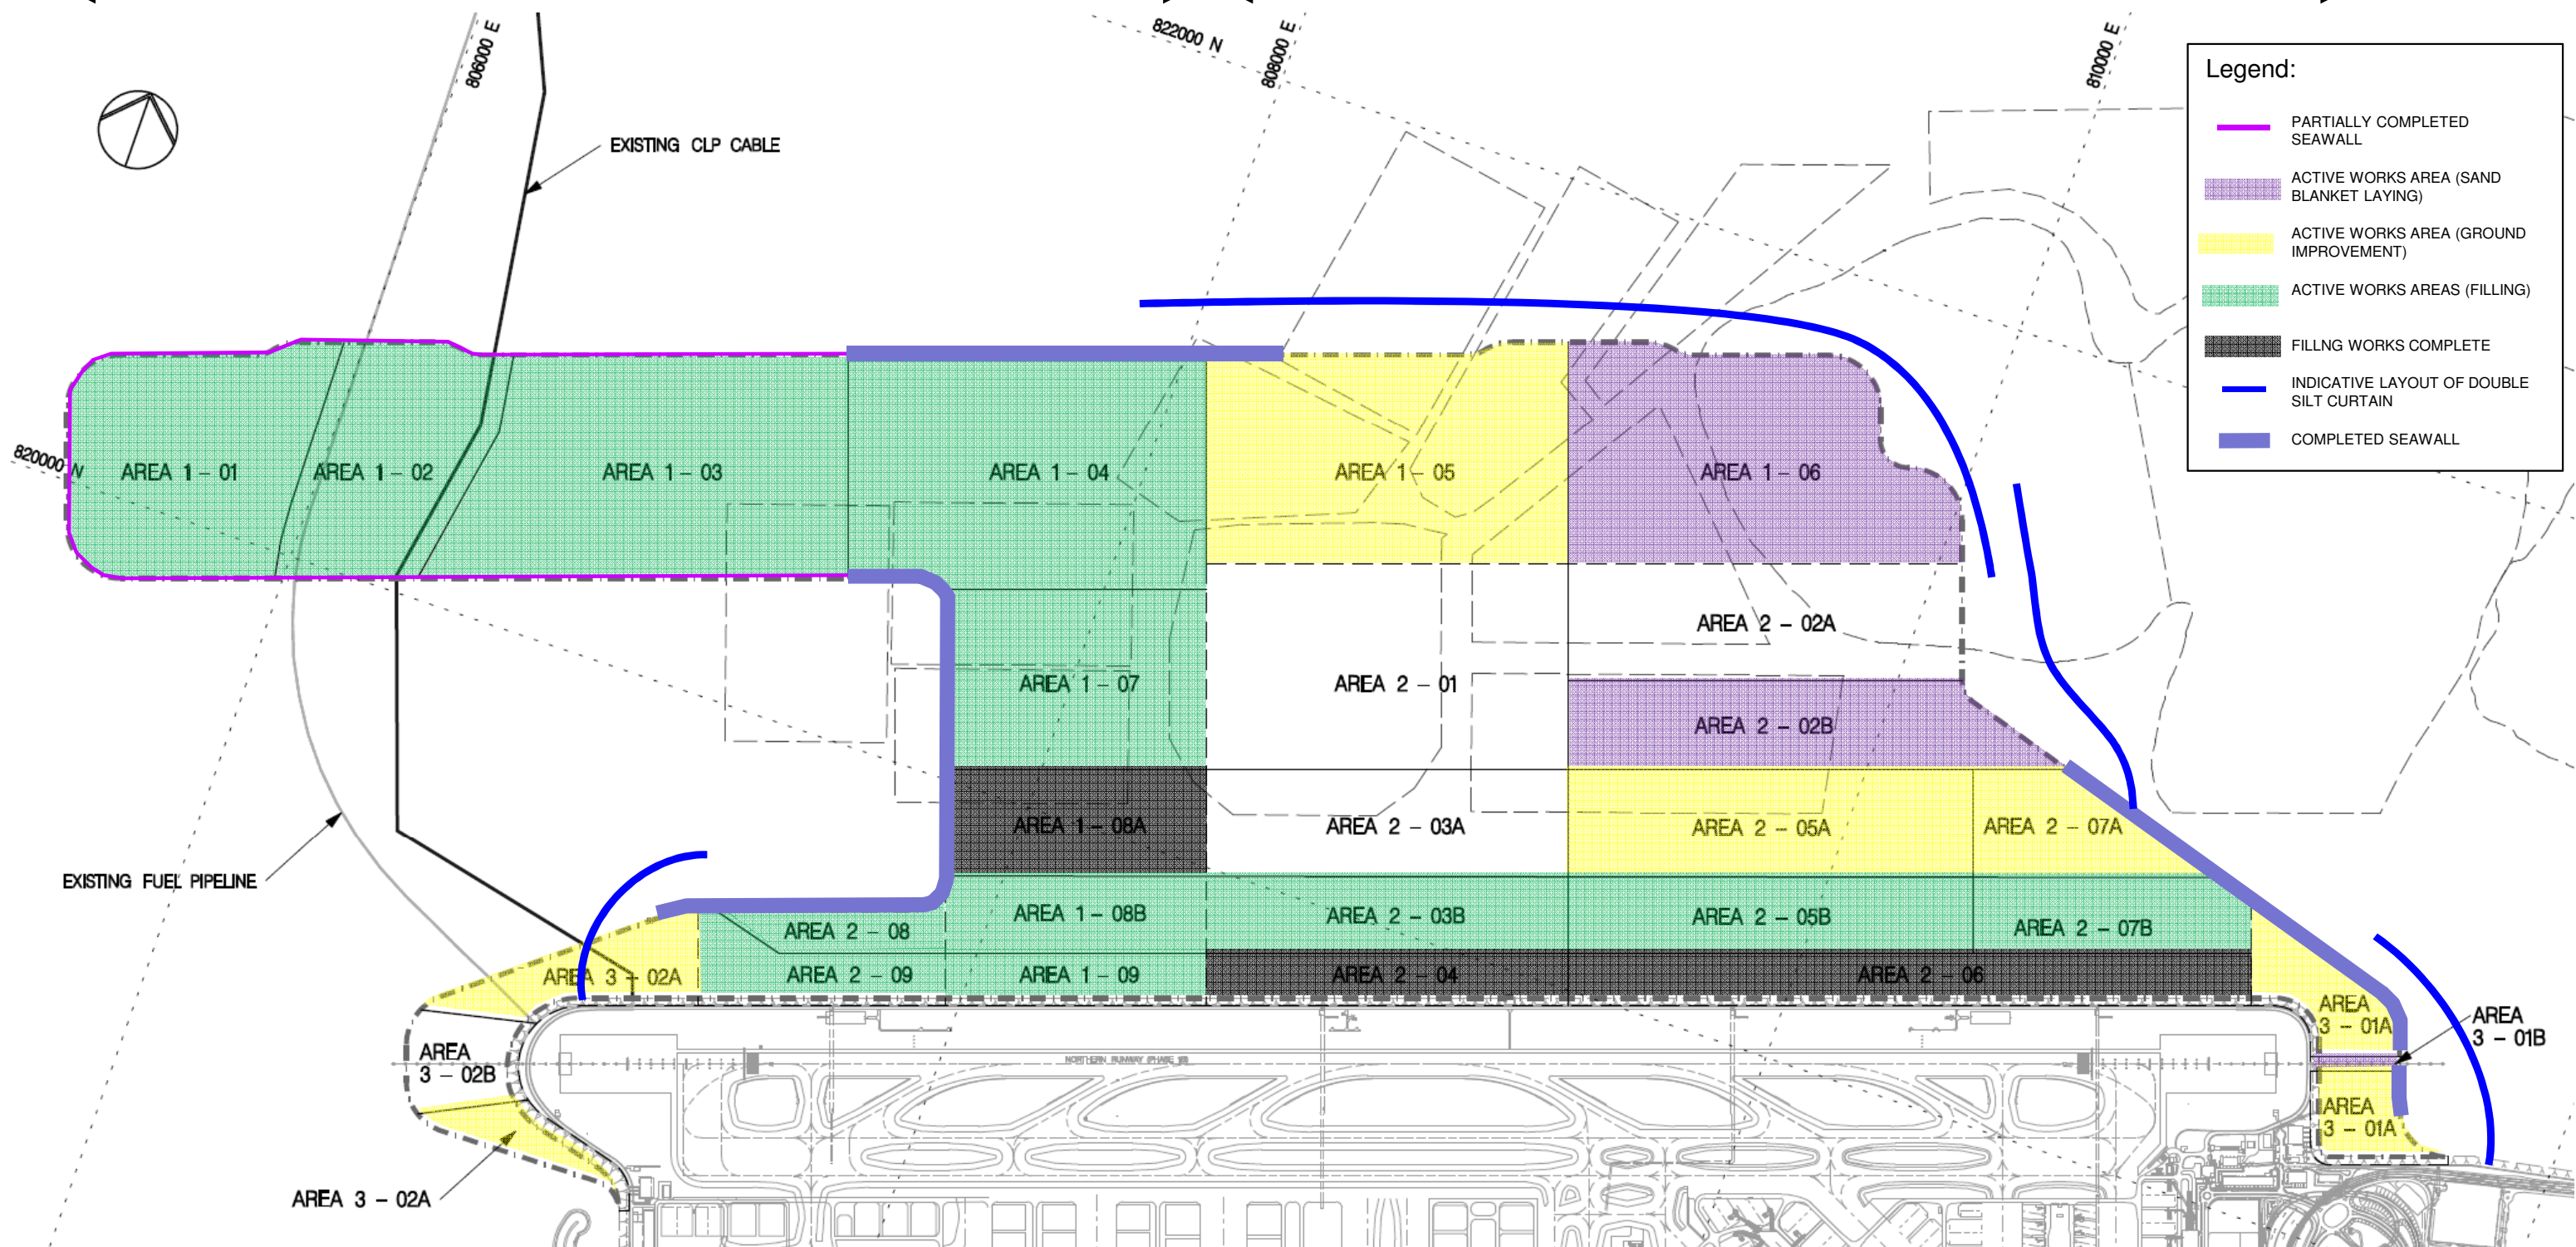 822000 N
806000 E
808000 E
810000 E
Legend:
PARTIALLY COMPLETED
SEAWALL
ACTIVE WORKS AREA (SAND
BLANKET LAYING)
ACTIVE WORKS AREA (GROUND
IMPROVEMENT)
ACTIVE WORKS AREAS (FILLING)
FILLNG WORKS COMPLETE
INDICATIVE LAYOUT OF DOUBLE
SILT CURTAIN
COMPLETED SEAWALL
EXISTING CLP CABLE
820000 N
AREA 1 - 01
AREA 1 - 02
AREA 1 - 03
AREA 1 - 04
AREA 1 - 05
AREA 1 - 06
AREA 2 - 02A
AREA 1 - 07
AREA 2 - 01
AREA 2 - 02B
AREA 1 - 08A
AREA 2 - 03A
AREA 2 - 05A
AREA 2 - 07A
EXISTING FUEL PIPELINE
AREA 2 - 08
AREA 1 - 08B
AREA 2 - 03B
AREA 2 - 05B
AREA 2 - 07B
AREA 3 - 02A
AREA 2 - 09
AREA 1 - 09
AREA 2 - 04
AREA 2 - 06
AREA
3 - 01A
AREA
3 - 01B
AREA
3 - 02B
NORTHERN RUNWAY
AREA
3 - 01A
AREA 3 - 02A